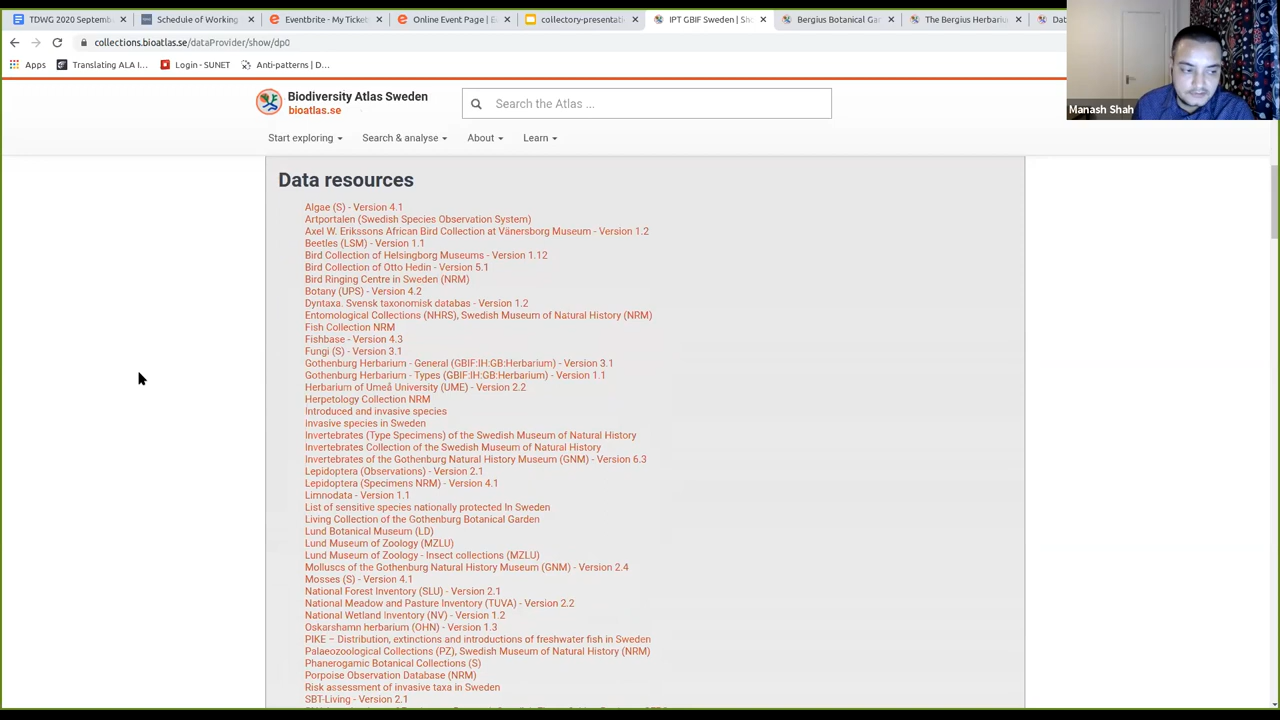 TDWG 2020 Septemb
Schedule of Working
Eventbrite - My Ticket
Online Event Page | E
collectory-presentati
IPT GBIF Sweden | Sh
Bergius Botanical Ga
The Bergius Herbariu
Dat
collections.bioatlas.se/dataProvider/show/dp0
Apps
Translating ALA i...
Login - SUNET
Anti-patterns | D...
Manash Shah
Biodiversity Atlas Sweden
bioatlas.se
Search the Atlas ...
Start exploring
Search & analyse
About
Learn
Data resources
Algae (S) - Version 4.1
Artportalen (Swedish Species Observation System)
Axel W. Erikssons African Bird Collection at Vänersborg Museum - Version 1.2
Beetles (LSM) - Version 1.1
Bird Collection of Helsingborg Museums - Version 1.12
Bird Collection of Otto Hedin - Version 5.1
Bird Ringing Centre in Sweden (NRM)
Botany (UPS) - Version 4.2
Dyntaxa. Svensk taxonomisk databas - Version 1.2
Entomological Collections (NHRS), Swedish Museum of Natural History (NRM)
Fish Collection NRM
Fishbase - Version 4.3
Fungi (S) - Version 3.1
Gothenburg Herbarium - General (GBIF:IH:GB:Herbarium) - Version 3.1
Gothenburg Herbarium - Types (GBIF:IH:GB:Herbarium) - Version 1.1
Herbarium of Umeå University (UME) - Version 2.2
Herpetology Collection NRM
Introduced and invasive species
Invasive species in Sweden
Invertebrates (Type Specimens) of the Swedish Museum of Natural History
Invertebrates Collection of the Swedish Museum of Natural History
Invertebrates of the Gothenburg Natural History Museum (GNM) - Version 6.3
Lepidoptera (Observations) - Version 2.1
Lepidoptera (Specimens NRM) - Version 4.1
Limnodata - Version 1.1
List of sensitive species nationally protected In Sweden
Living Collection of the Gothenburg Botanical Garden
Lund Botanical Museum (LD)
Lund Museum of Zoology (MZLU)
Lund Museum of Zoology - Insect collections (MZLU)
Molluscs of the Gothenburg Natural History Museum (GNM) - Version 2.4
Mosses (S) - Version 4.1
National Forest Inventory (SLU) - Version 2.1
National Meadow and Pasture Inventory (TUVA) - Version 2.2
National Wetland Inventory (NV) - Version 1.2
Oskarshamn herbarium (OHN) - Version 1.3
PIKE – Distribution, extinctions and introductions of freshwater fish in Sweden
Palaeozoological Collections (PZ), Swedish Museum of Natural History (NRM)
Phanerogamic Botanical Collections (S)
Porpoise Observation Database (NRM)
Risk assessment of invasive taxa in Sweden
SBT-Living - Version 2.1